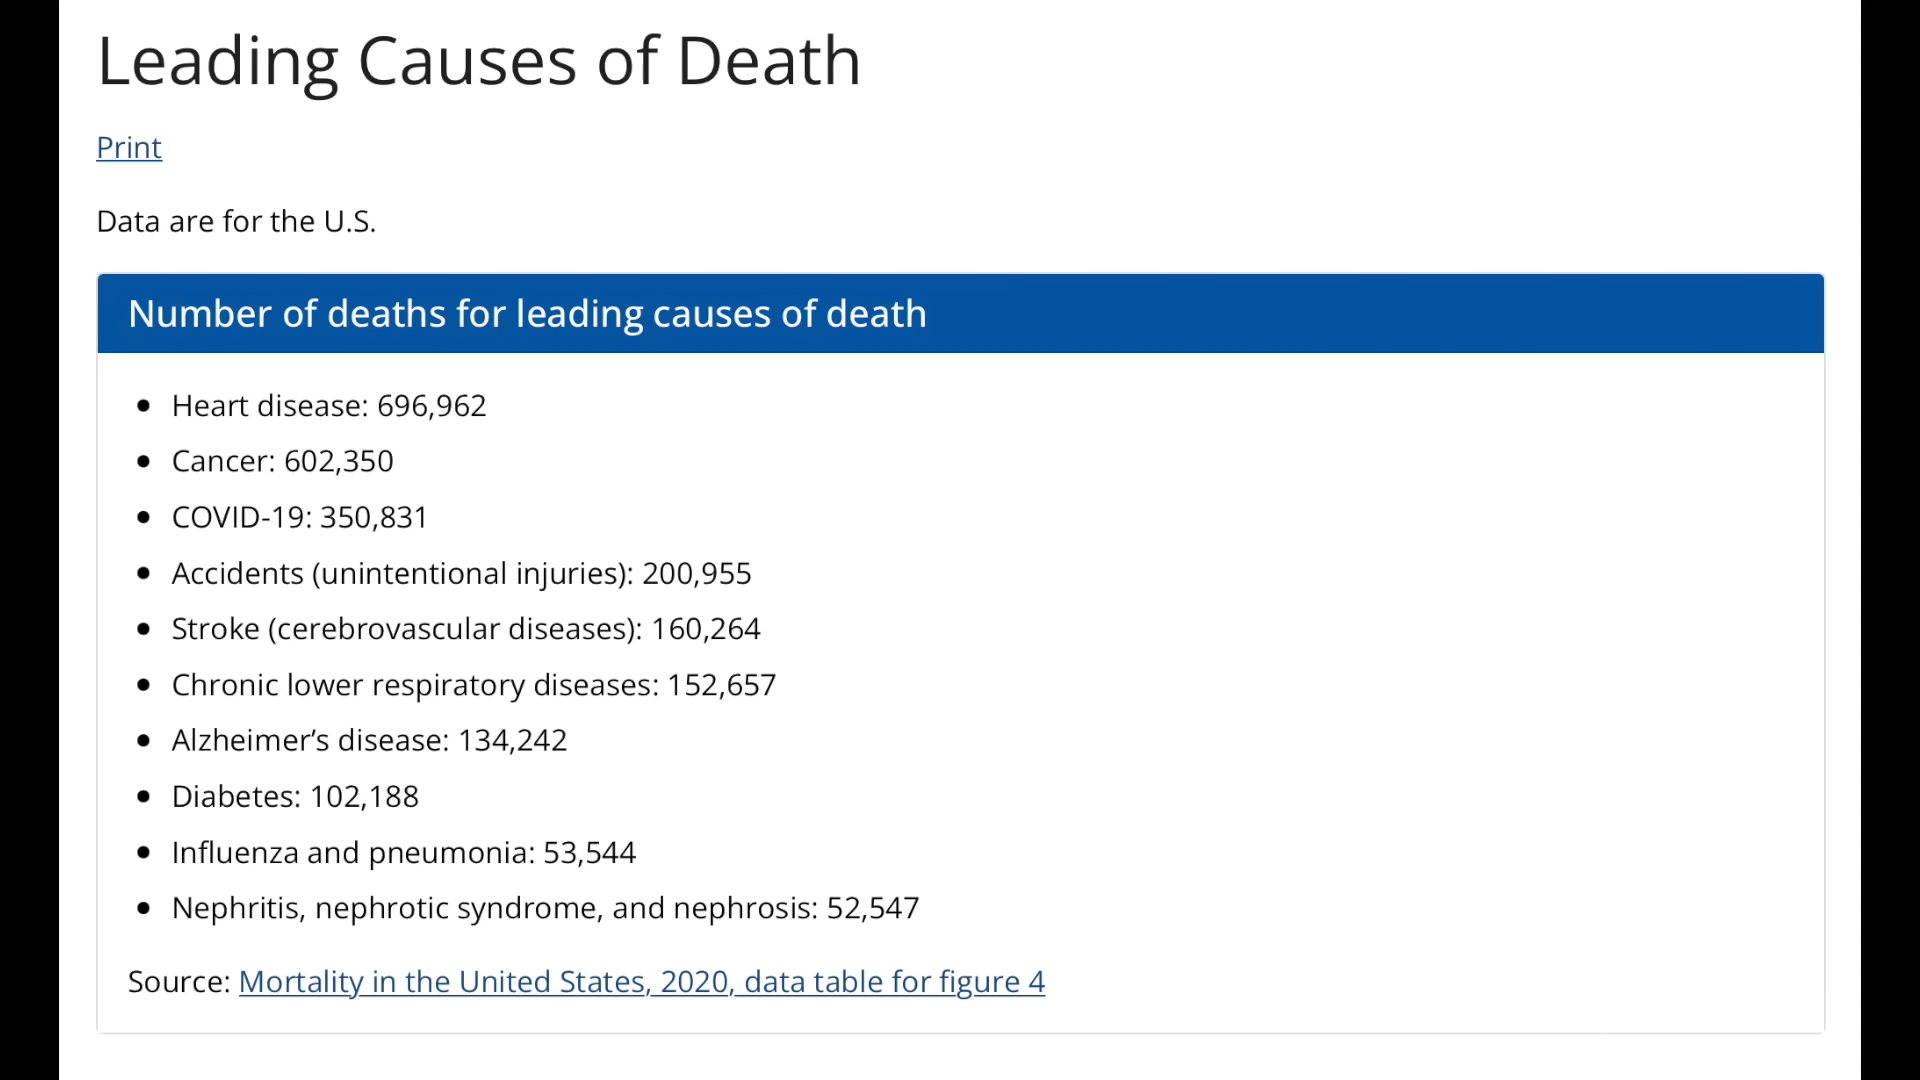 Leading Causes of Death
Print
Data are for the U.S.
Number of deaths for leading causes of death
• Heart disease: 696,962
• Cancer: 602,350
• COVID-19: 350,831
• Accidents (unintentional injuries): 200,955
• Stroke (cerebrovascular diseases): 160,264
• Chronic lower respiratory diseases: 152,657
• Alzheimer’s disease: 134,242
• Diabetes: 102,188
• Influenza and pneumonia: 53,544
• Nephritis, nephrotic syndrome, and nephrosis: 52,547
Source: Mortality in the United States, 2020, data table for figure 4